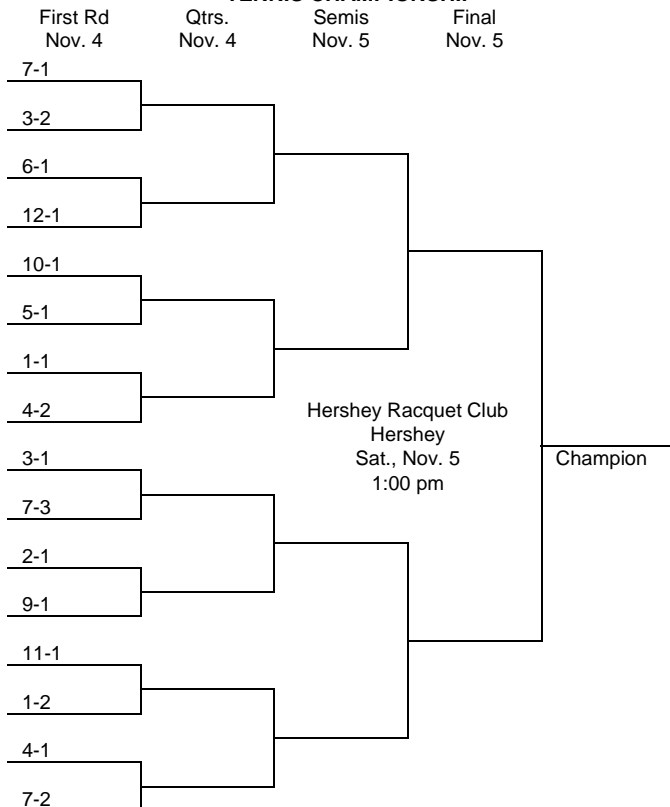 First Rd Qtrs. Semis Final
Nov. 4 Nov. 4 Nov. 5 Nov. 5
7-1
3-2
6-1
12-1
10-1
5-1
1-1
4-2
Hershey Racquet Club
Hershey
Sat., Nov. 5
1:00 pm
Champion
3-1
7-3
2-1
9-1
11-1
1-2
4-1
7-2